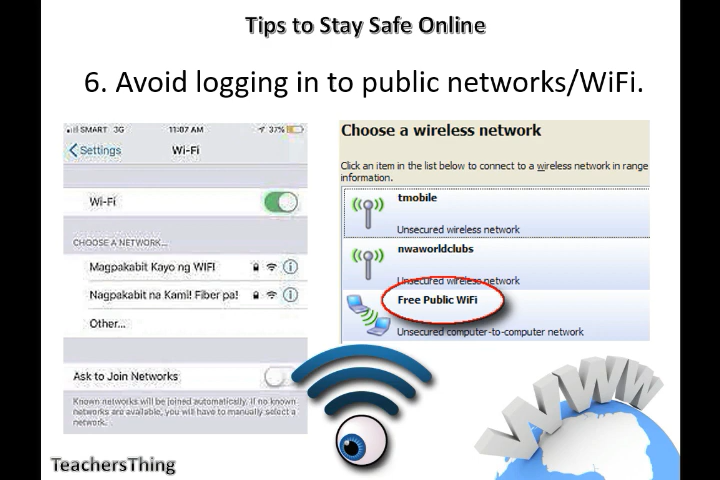 Tips to Stay Safe Online
6. Avoid logging in to public networks/WiFi.
SMART 3G 11:07 AM 37%
Settings Wi-Fi
Wi-Fi
CHOOSE A NETWORK...
Magpakabit Kayo ng WIFI
Nagpakabit na Kami! Fiber pa!
Other...
Ask to Join Networks
Known networks will be joined automatically. If no known
networks are available, you will have to manually select a
network.
Choose a wireless network
Click an item in the list below to connect to a wireless network in range
information.
tmobile
Unsecured wireless network
nwaworldclubs
Unsecured wireless network
Free Public WiFi
Unsecured computer-to-computer network
WWW
TeachersThing